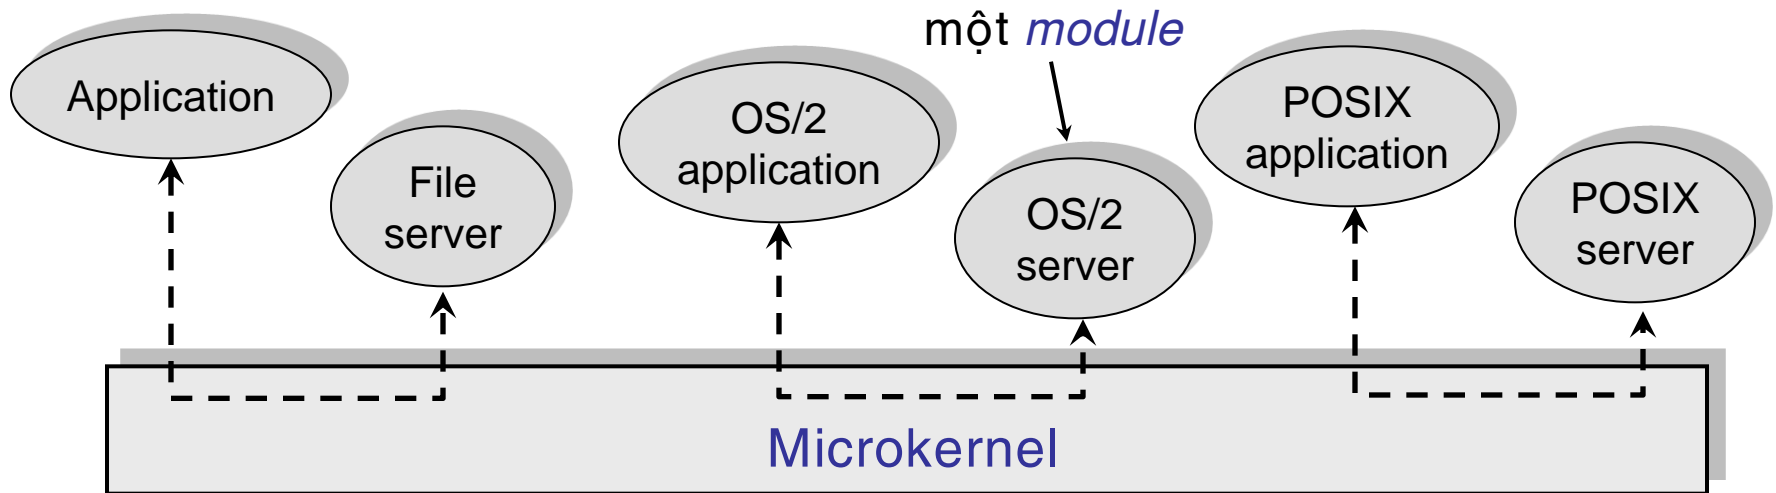 một module
Application
File
server
OS/2
application
OS/2
server
POSIX
application
POSIX
server
Microkernel